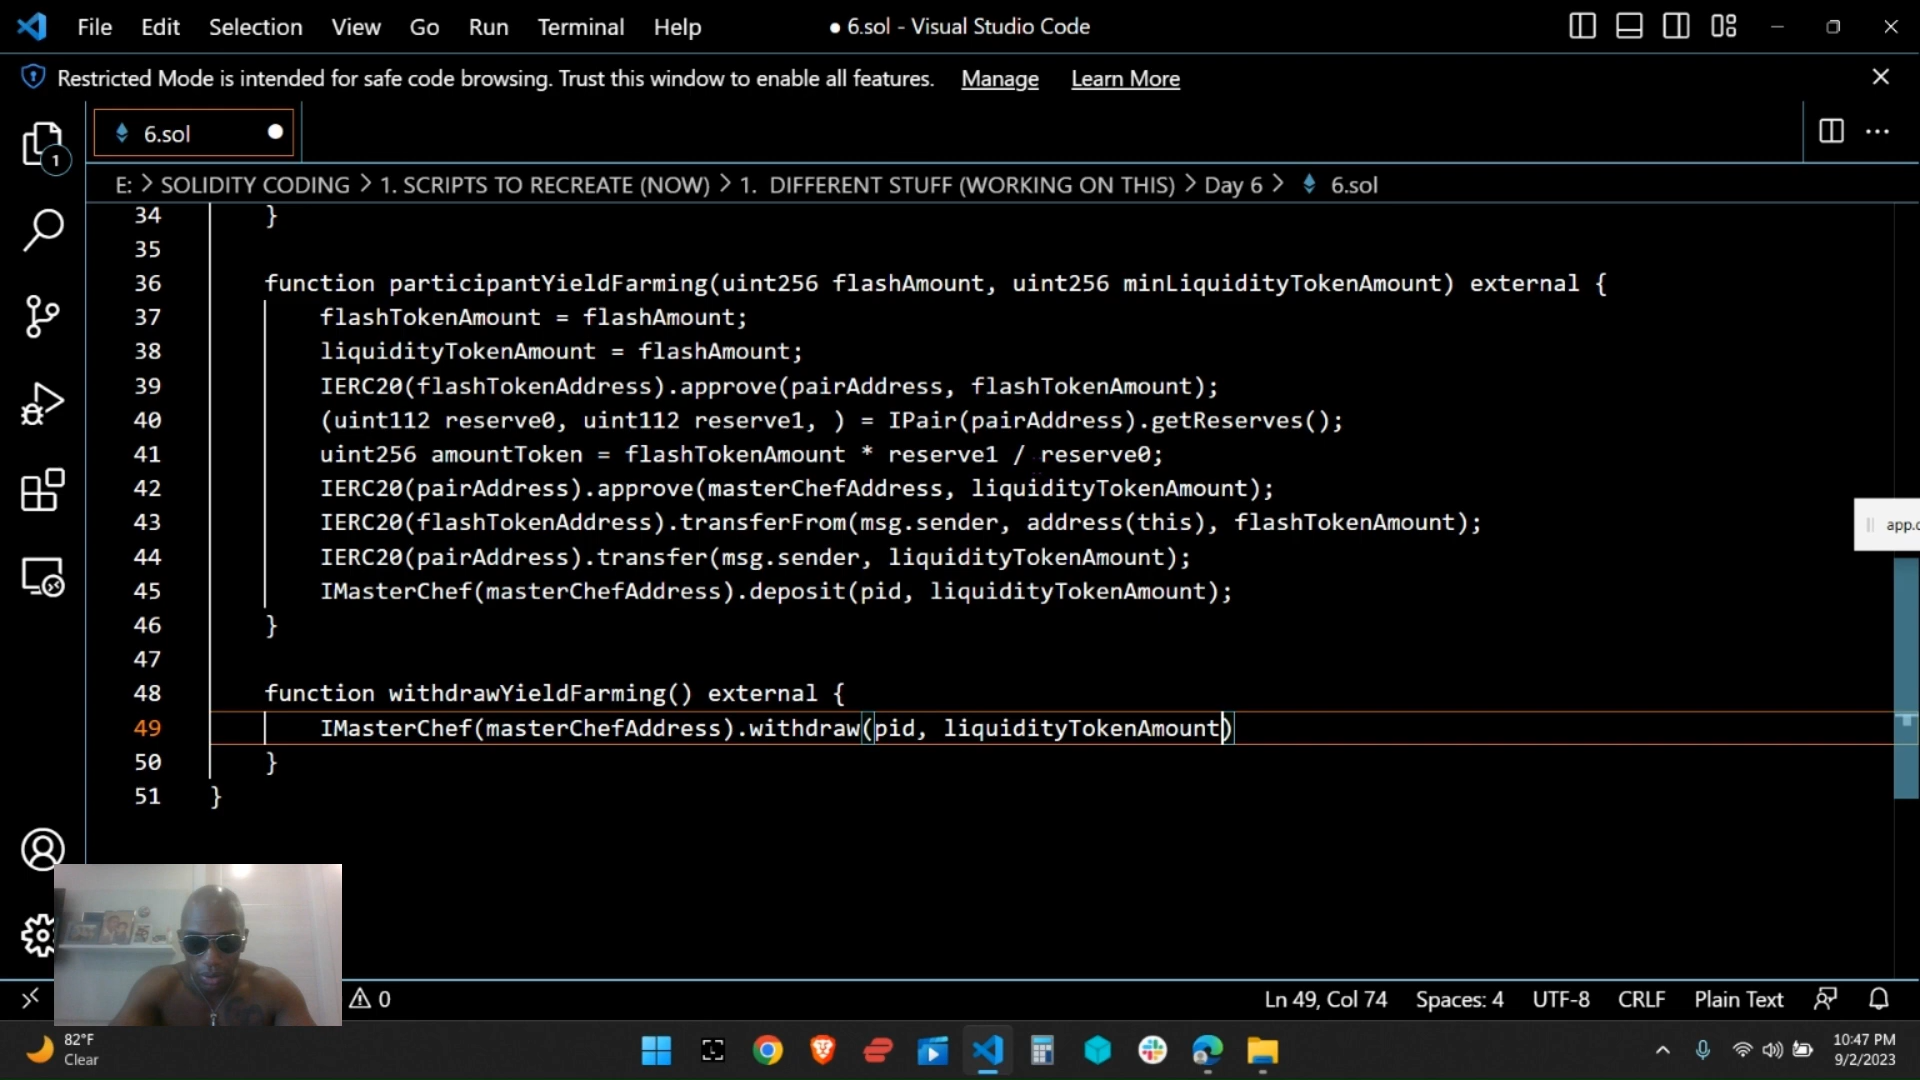 File Edit Selection View Go Run Terminal Help ● 6.sol - Visual Studio Code
Restricted Mode is intended for safe code browsing. Trust this window to enable all features. Manage Learn More
1
6.sol
E: > SOLIDITY CODING > 1. SCRIPTS TO RECREATE (NOW) > 1. DIFFERENT STUFF (WORKING ON THIS) > Day 6 > 6.sol
34 }
35
36 function participantYieldFarming(uint256 flashAmount, uint256 minLiquidityTokenAmount) external {
37 flashTokenAmount = flashAmount;
38 liquidityTokenAmount = flashAmount;
39 IERC20(flashTokenAddress).approve(pairAddress, flashTokenAmount);
40 (uint112 reserve0, uint112 reserve1, ) = IPair(pairAddress).getReserves();
41 uint256 amountToken = flashTokenAmount * reserve1 / reserve0;
42 IERC20(pairAddress).approve(masterChefAddress, liquidityTokenAmount);
43 IERC20(flashTokenAddress).transferFrom(msg.sender, address(this), flashTokenAmount);
44 IERC20(pairAddress).transfer(msg.sender, liquidityTokenAmount);
45 IMasterChef(masterChefAddress).deposit(pid, liquidityTokenAmount);
46 }
47
48 function withdrawYieldFarming() external {
49 IMasterChef(masterChefAddress).withdraw(pid, liquidityTokenAmount)
50 }
51 }
0 Ln 49, Col 74 Spaces: 4 UTF-8 CRLF Plain Text
82°F
Clear
10:47 PM
9/2/2023